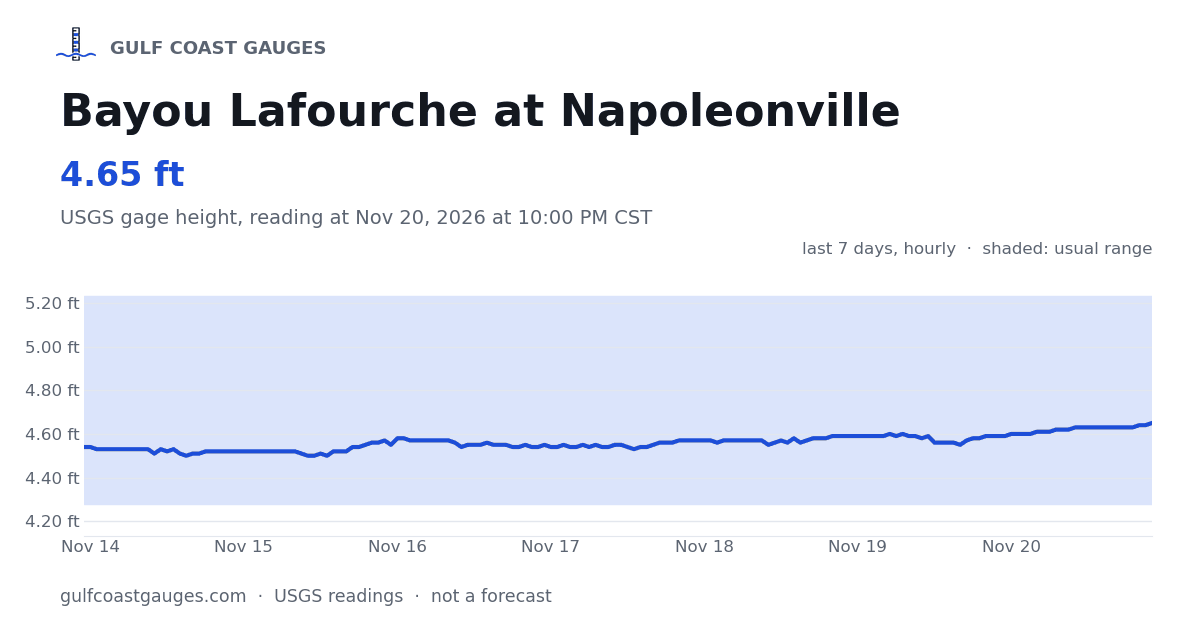 GULF COAST GAUGES
Bayou Lafourche at Napoleonville
4.65 ft
USGS gage height, reading at Nov 20, 2026 at 10:00 PM CST
last 7 days, hourly · shaded: usual range
5.20 ft
5.00 ft
4.80 ft
4.60 ft
4.40 ft
4.20 ft
Nov 14 Nov 15 Nov 16 Nov 17 Nov 18 Nov 19 Nov 20
gulfcoastgauges.com · USGS readings · not a forecast